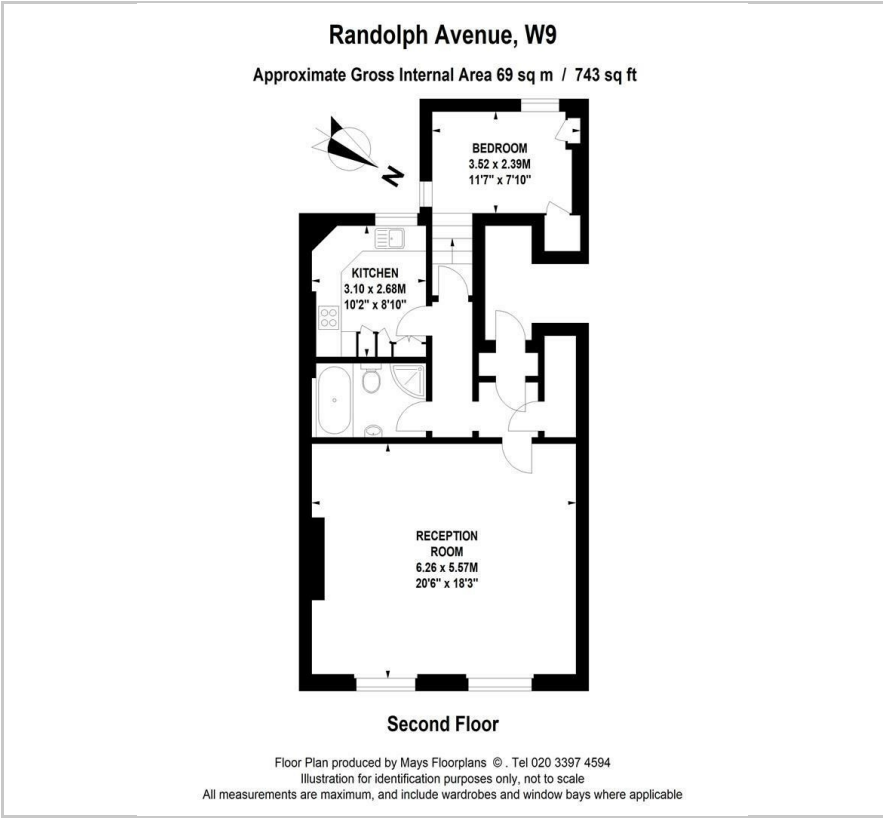 Randolph Avenue, W9
Approximate Gross Internal Area 69 sq m / 743 sq ft
BEDROOM
3.52 x 2.39M
11'7" x 7'10"
N
KITCHEN
3.10 x 2.68M
10'2" x 8'10"
RECEPTION
ROOM
6.26 x 5.57M
20'6" x 18'3"
Second Floor
Floor Plan produced by Mays Floorplans © . Tel 020 3397 4594
Illustration for identification purposes only, not to scale
All measurements are maximum, and include wardrobes and window bays where applicable